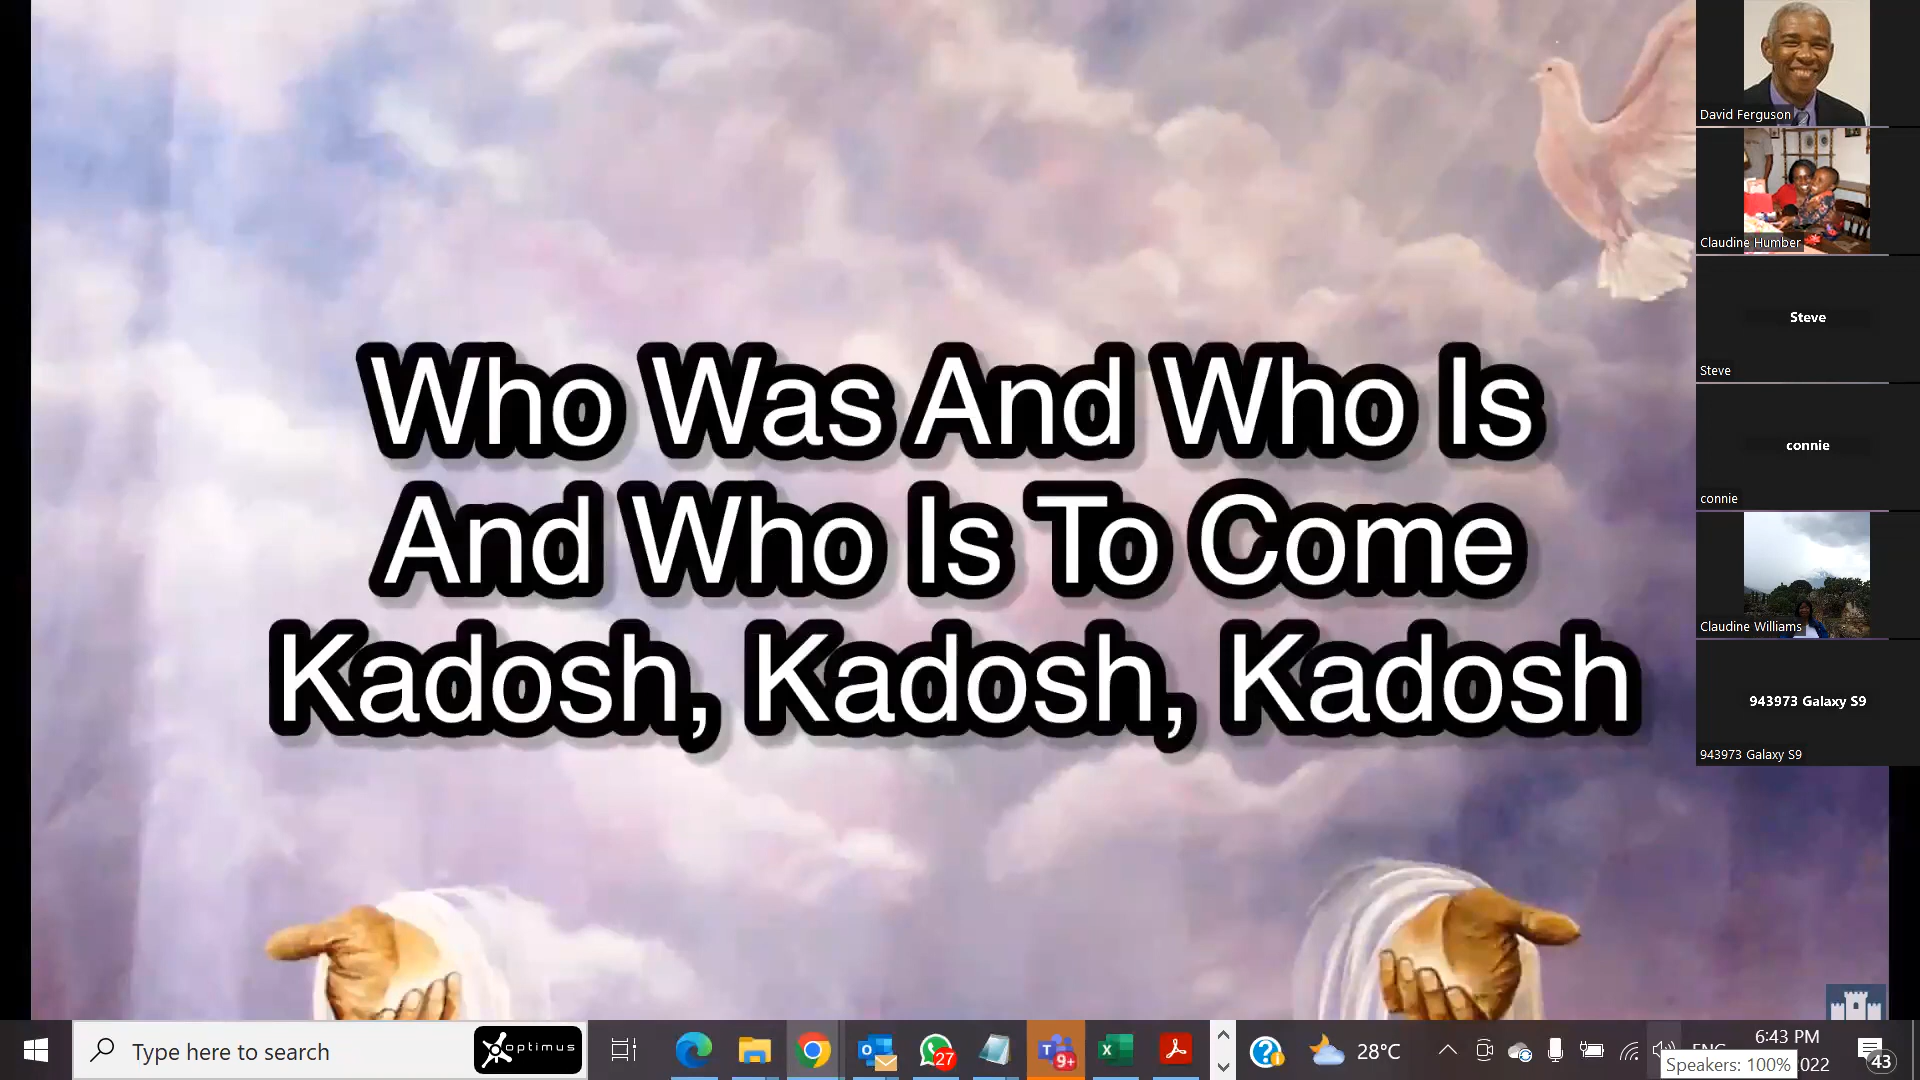 Who Was And Who Is
And Who Is To Come
Kadosh, Kadosh, Kadosh
David Ferguson
Claudine Humber
Steve
Steve
connie
connie
Claudine Williams
943973 Galaxy S9
943973 Galaxy S9
Type here to search
optimus
27
9+
28°C
6:43 PM
Speakers: 100%
43